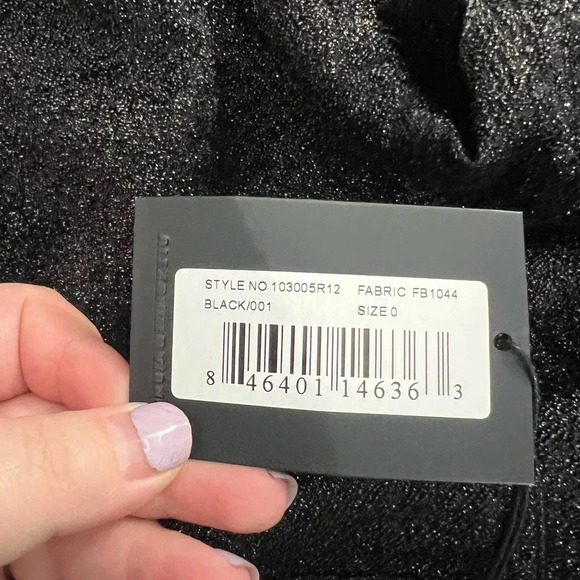 STYLE NO 103005R12 FABRIC FB1044
BLACK/001 SIZE 0
8 46401 14636 3